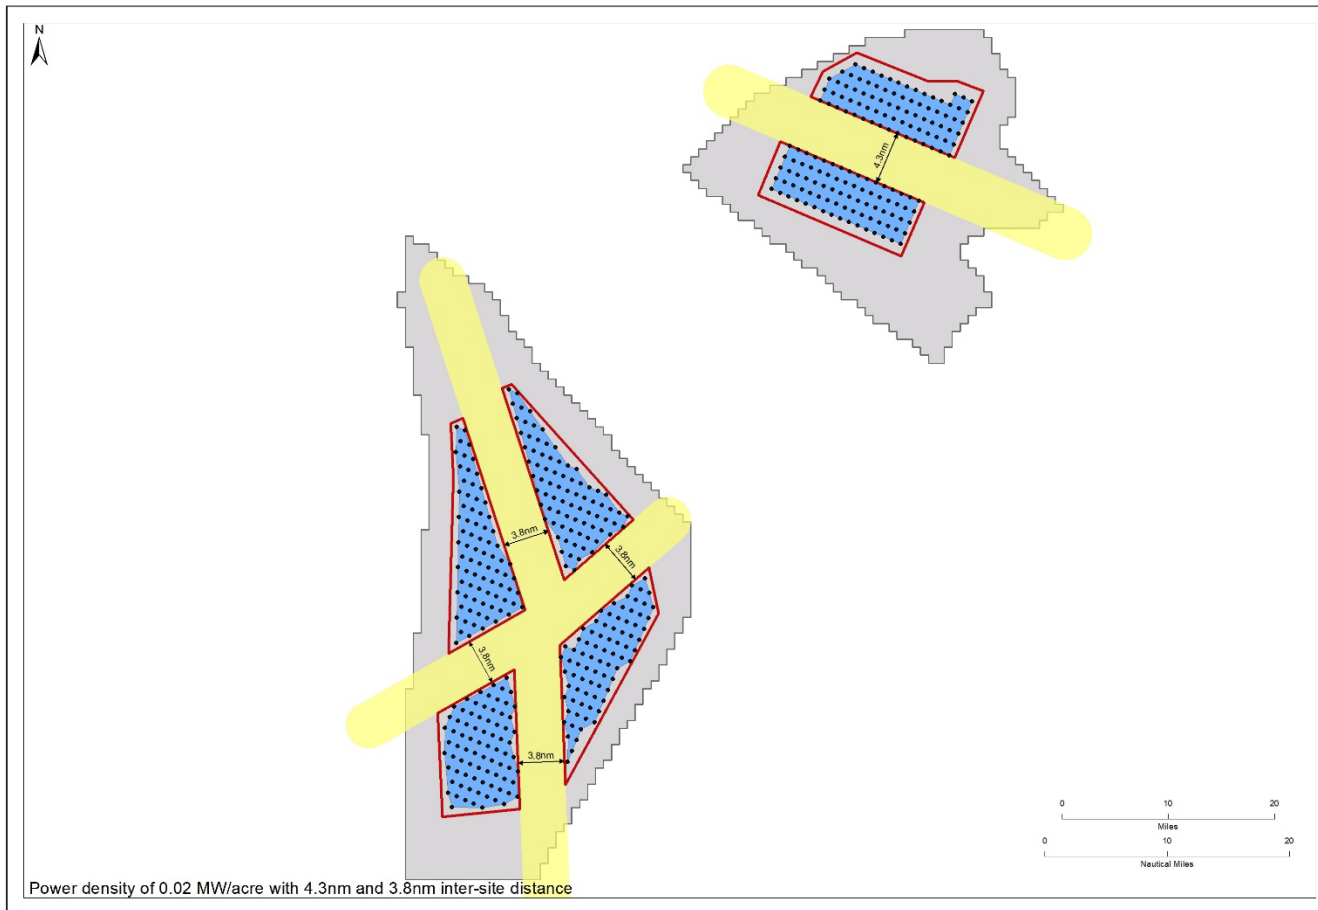 N
4.3nm
3.8nm
3.8nm
3.8nm
3.8nm
0 10 20
Miles
0 10 20
Nautical Miles
Power density of 0.02 MW/acre with 4.3nm and 3.8nm inter-site distance